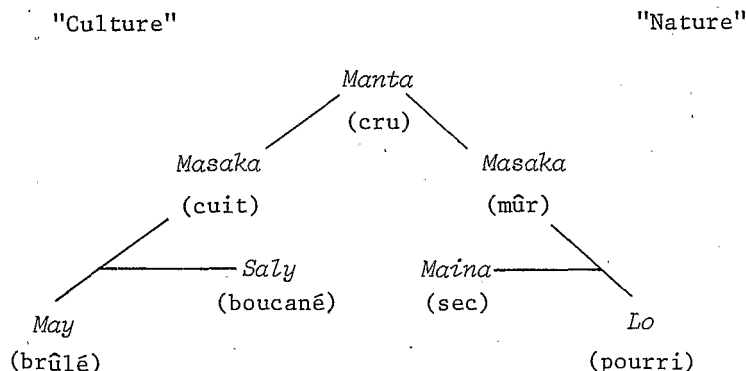 "Culture" "Nature"
Manta
(cru)
Masaka Masaka
(cuit) (mûr)
Saly Maina
(boucané) (sec)
May Lo
(brûlé) (pourri)